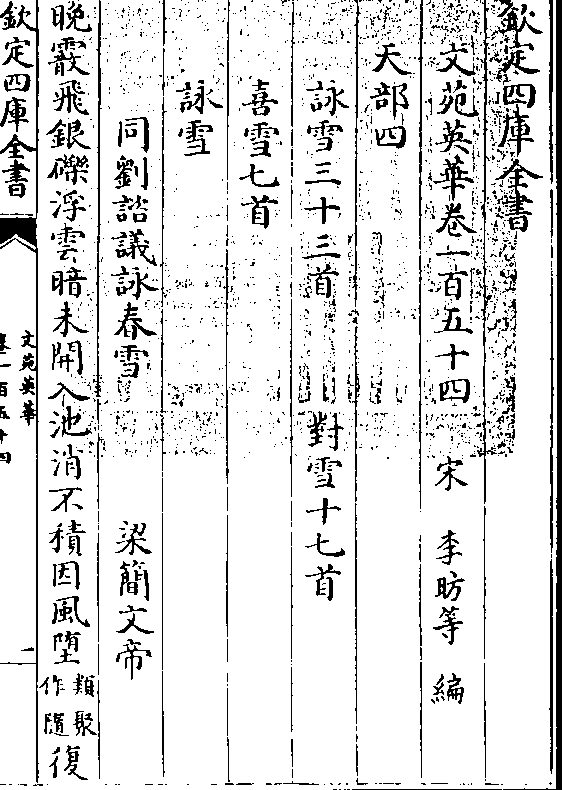 欽定四庫全書
文苑英華卷一百五十四 宋 李昉等 編
天部四
詠雪三十三首 對雪十七首
喜雪七首
詠雪
同劉諮議詠春雪 梁簡文帝
晚霰飛銀礫浮雲暗未開入池消不積因風墮類聚作隨復
欽定四庫全書
文苑英華
卷一百五十四
一